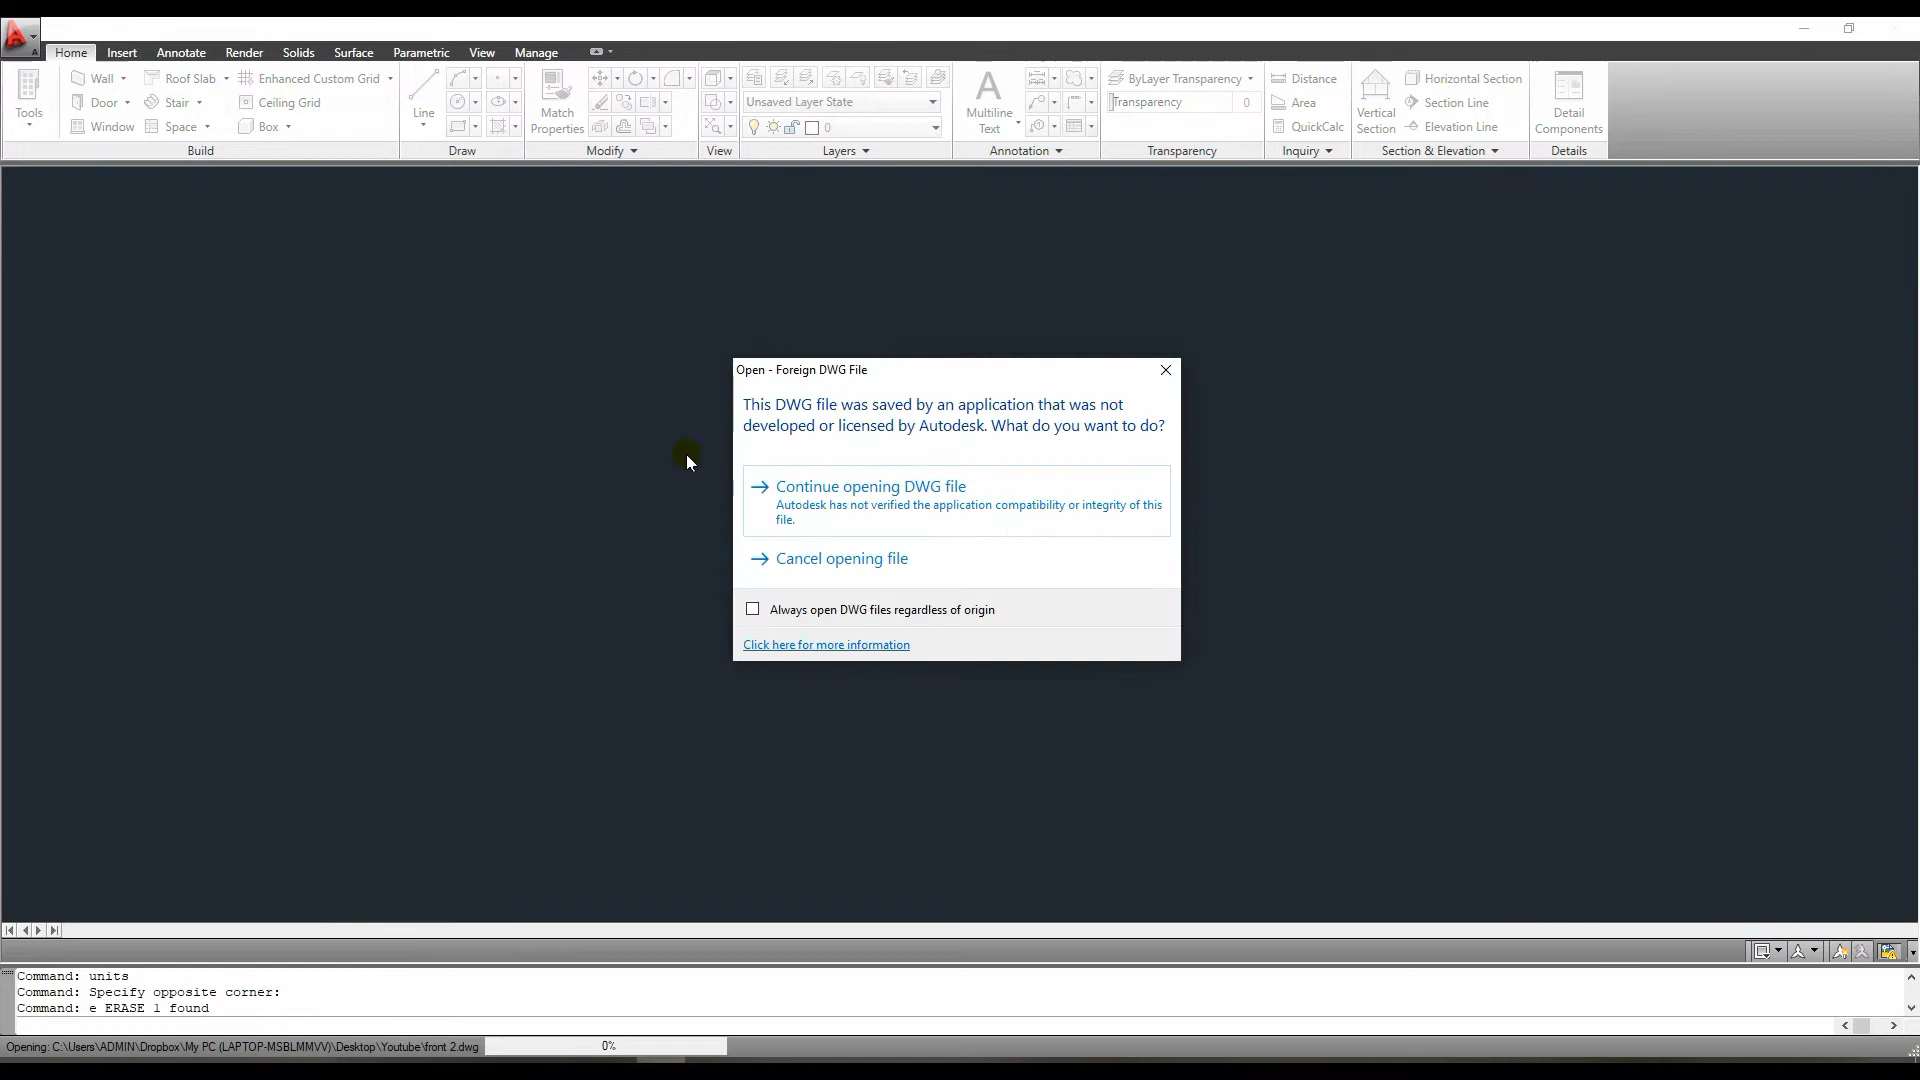 Home Insert Annotate Render Solids Surface Parametric View Manage
Wall Roof Slab Enhanced Custom Grid
Door Stair Ceiling Grid
Window Space Box
Tools
Build
Line
Draw
Match
Properties
Modify
View
Unsaved Layer State
0
Layers
Multiline
Text
Annotation
ByLayer Transparency
Transparency 0
Transparency
Distance
Area
QuickCalc
Inquiry
Vertical
Section
Horizontal Section
Section Line
Elevation Line
Section & Elevation
Detail
Components
Details
Open - Foreign DWG File
This DWG file was saved by an application that was not
developed or licensed by Autodesk. What do you want to do?
Continue opening DWG file
Autodesk has not verified the application compatibility or integrity of this
file.
Cancel opening file
Always open DWG files regardless of origin
Click here for more information
Command: units
Command: Specify opposite corner:
Command: e ERASE 1 found
Opening: C:\Users\ADMIN\Dropbox\My PC (LAPTOP-MSBLMMVV)\Desktop\Youtube\front 2.dwg 0%